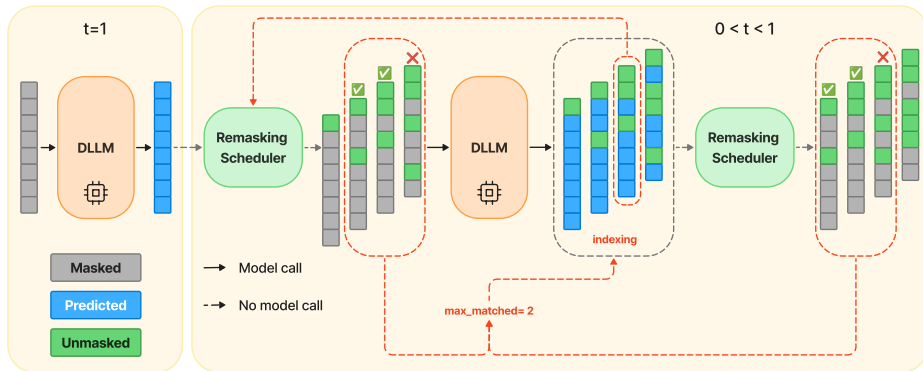 t=1
0 < t < 1
DLLM
Remasking
Scheduler
DLLM
Remasking
Scheduler
indexing
Masked
Predicted
Unmasked
Model call
No model call
max_matched= 2